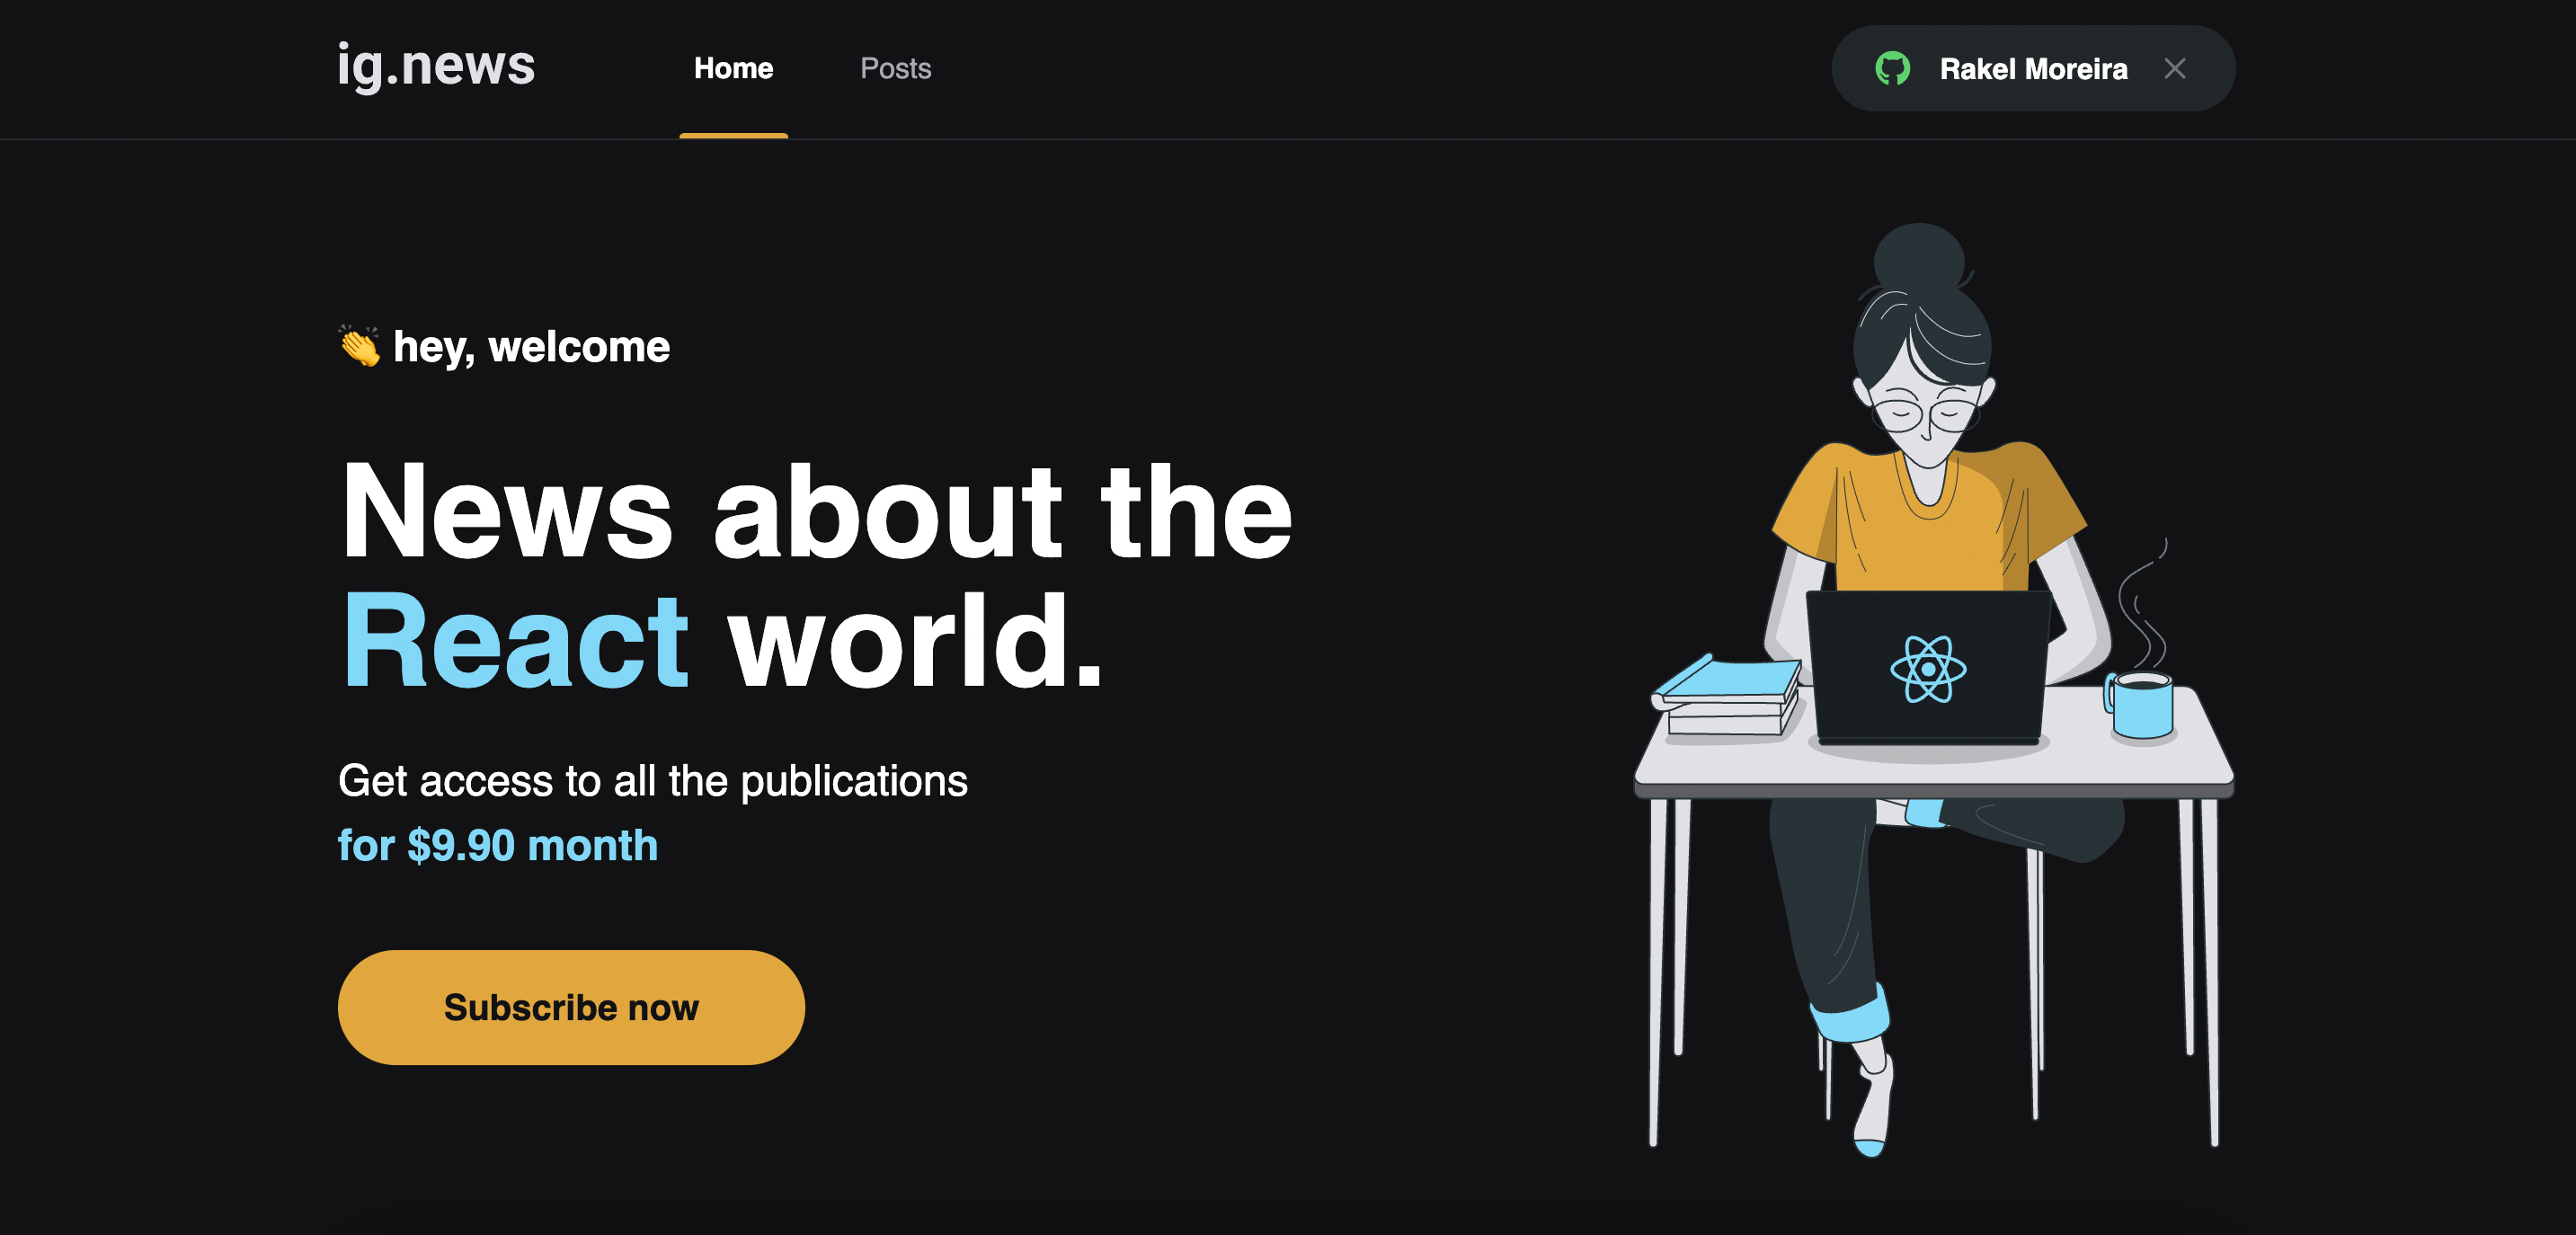 ig.news
Home
Posts
Rakel Moreira
👏 hey, welcome
News about the
React world.
Get access to all the publications
for $9.90 month
Subscribe now